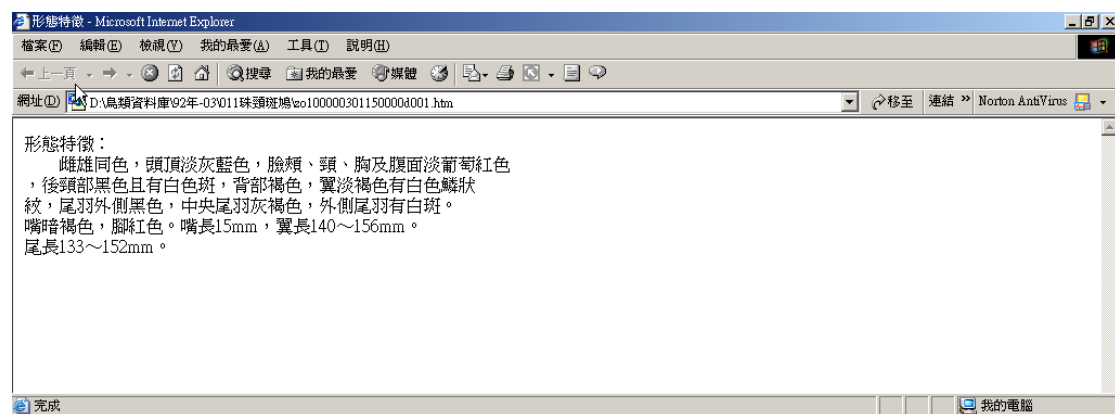 形態特徵 - Microsoft Internet Explorer
檔案(F) 編輯(E) 檢視(V) 我的最愛(A) 工具(T) 說明(H)
上一頁 搜尋 我的最愛 媒體
網址(D) D:\鳥類資料庫\92年-03\011珠頸斑鳩\zo100000301150000d001.htm 移至 連結 » Norton AntiVirus
形態特徵：
雌雄同色，頭頂淡灰藍色，臉頰、頸、胸及腹面淡葡萄紅色
，後頸部黑色且有白色斑，背部褐色，翼淡褐色有白色鱗狀
紋，尾羽外側黑色，中央尾羽灰褐色，外側尾羽有白斑。
嘴暗褐色，腳紅色。嘴長15mm，翼長140～156mm。
尾長133～152mm。
完成 我的電腦